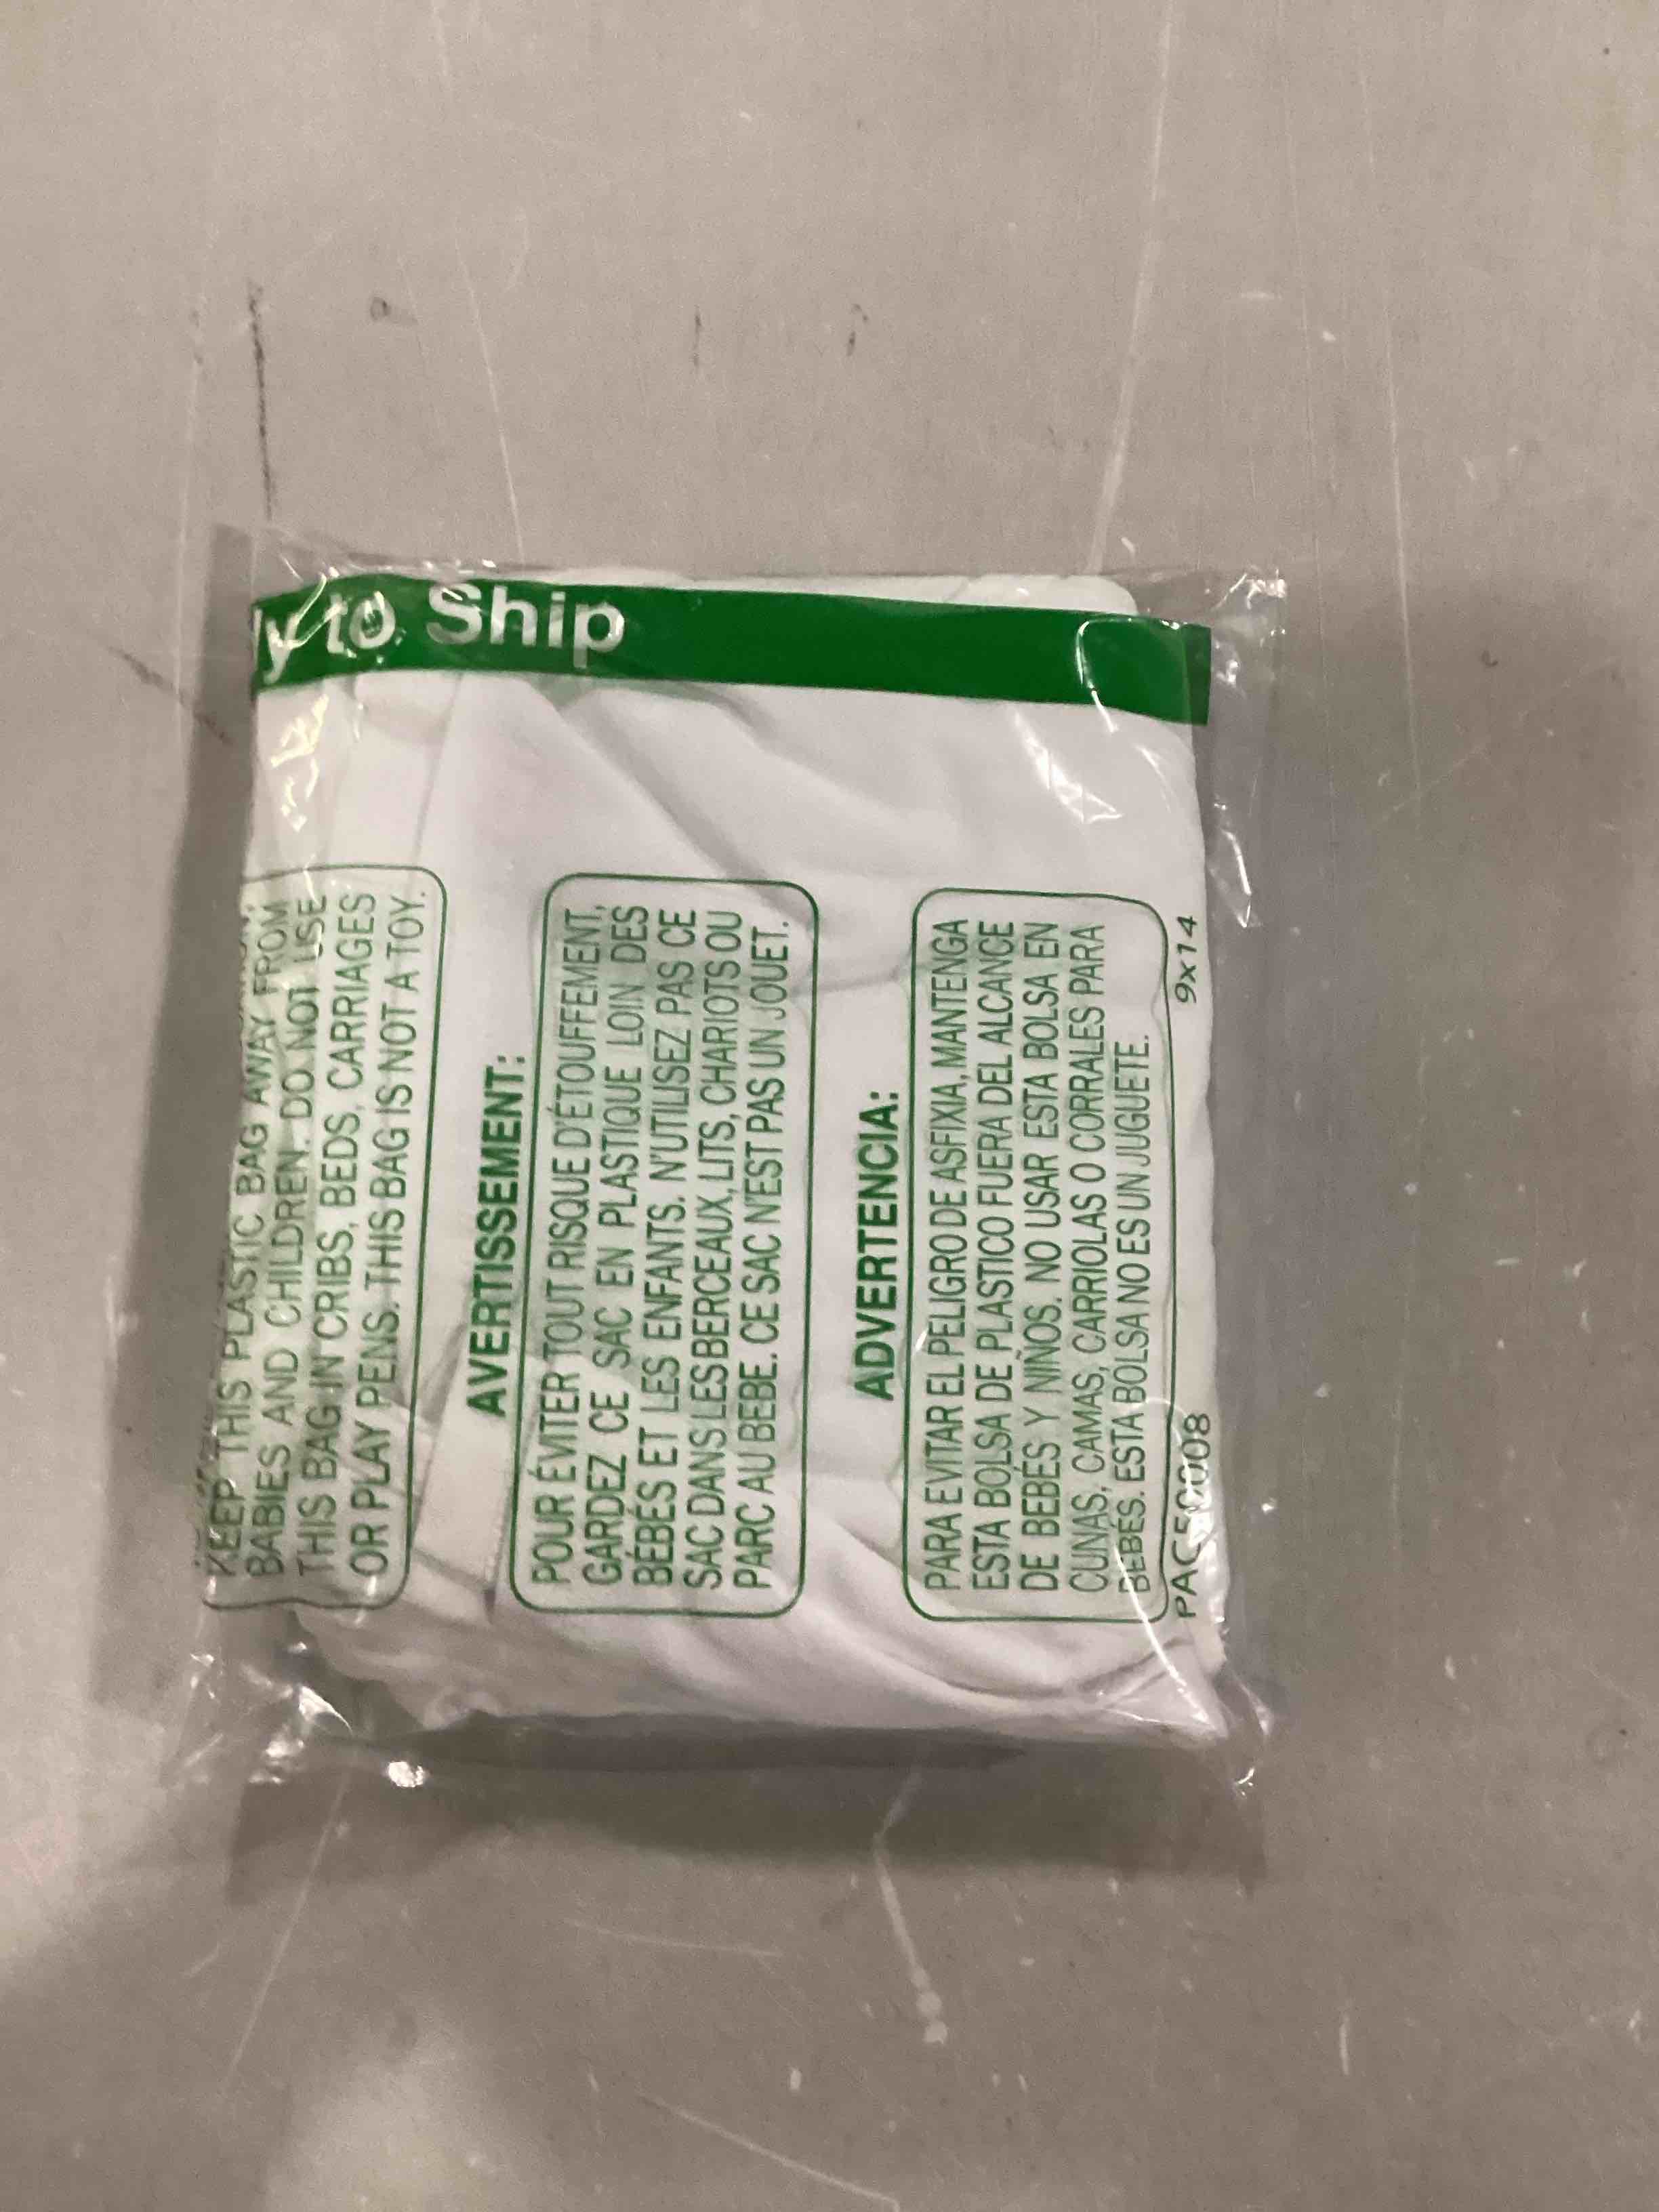 y to Ship
KEEP THIS PLASTIC BAG AWAY FROM
BABIES AND CHILDREN. DO NOT USE
THIS BAG IN CRIBS, BEDS, CARRIAGES
OR PLAY PENS. THIS BAG IS NOT A TOY.
AVERTISSEMENT:
POUR ÉVITER TOUT RISQUE D'ÉTOUFFEMENT,
GARDEZ CE SAC EN PLASTIQUE LOIN DES
BÉBÉS ET LES ENFANTS. N'UTILISEZ PAS CE
SAC DANS LES BERCEAUX, LITS, CHARIOTS OU
PARC AU BEBE. CE SAC N'EST PAS UN JOUET.
ADVERTENCIA:
PARA EVITAR EL PELIGRO DE ASFIXIA, MANTENGA
ESTA BOLSA DE PLASTICO FUERA DEL ALCANCE
DE BEBÉS Y NIÑOS. NO USAR ESTA BOLSA EN
CUNAS, CAMAS, CARRIOLAS O CORRALES PARA
BEBÉS. ESTA BOLSA NO ES UN JUGUETE.
PAC50008 9x14